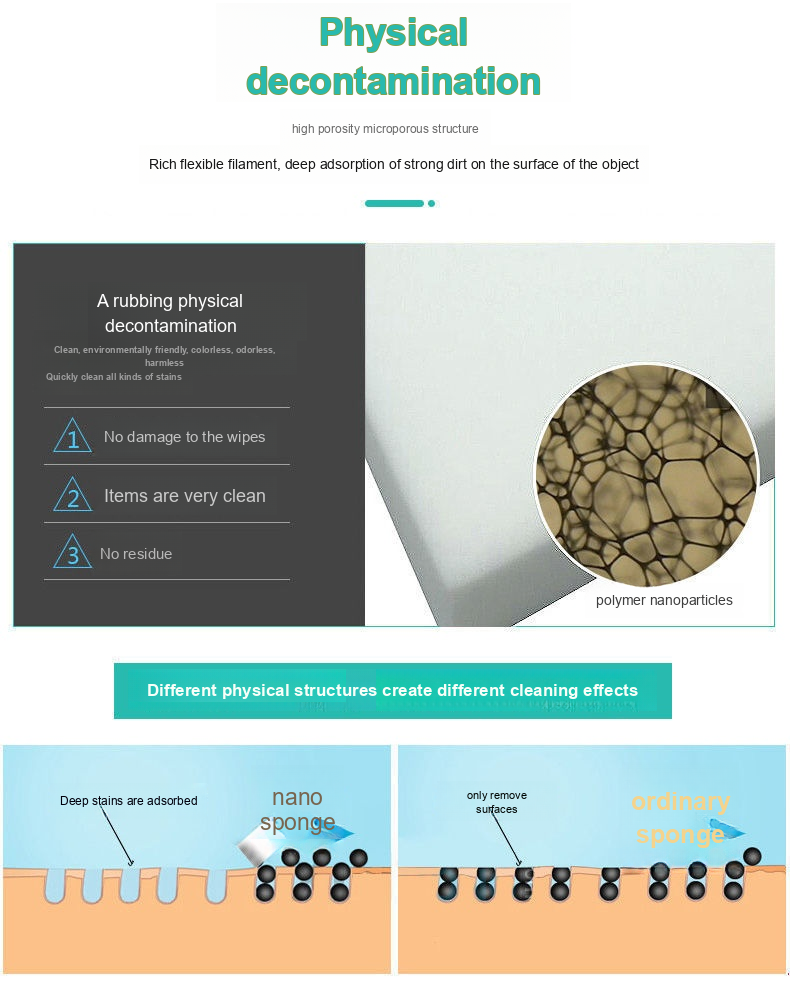 Physical
decontamination
high porosity microporous structure
Rich flexible filament, deep adsorption of strong dirt on the surface of the object
A rubbing physical
decontamination
Clean, environmentally friendly, colorless, odorless,
harmless
Quickly clean all kinds of stains
1 No damage to the wipes
2 Items are very clean
3 No residue
polymer nanoparticles
Different physical structures create different cleaning effects
Deep stains are adsorbed
nano
sponge
only remove
surfaces
ordinary
sponge